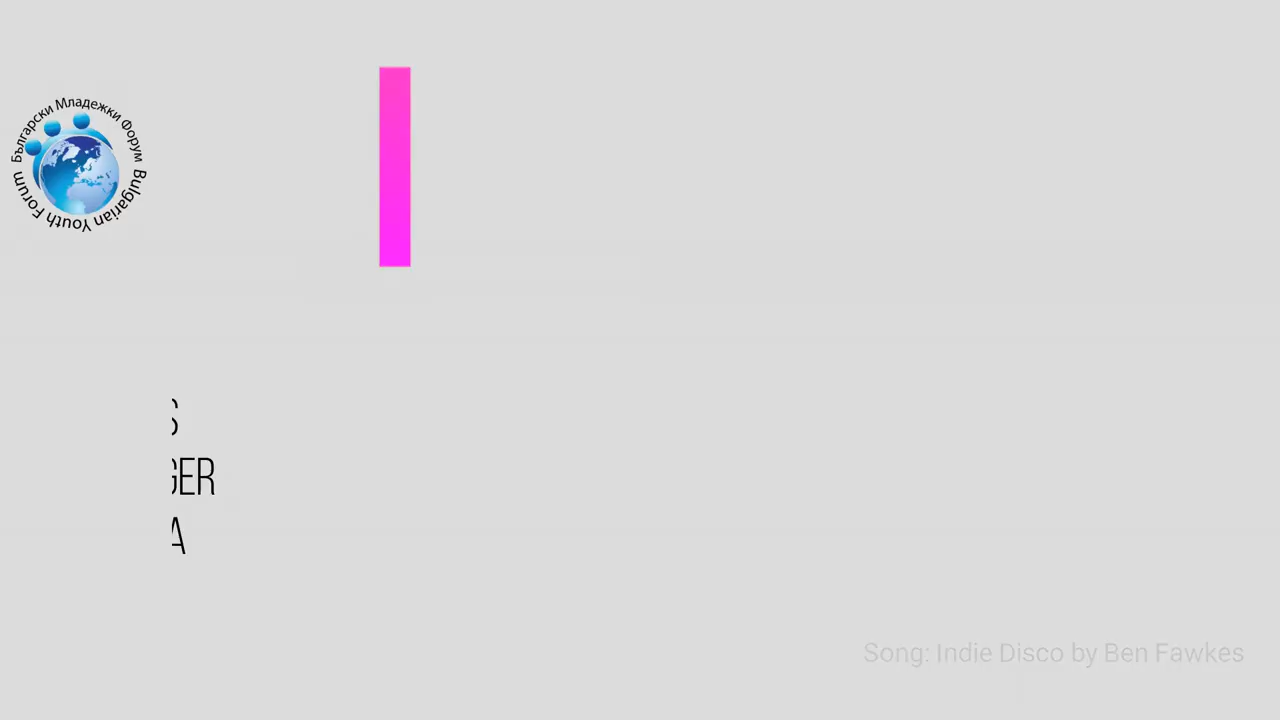 Български Младежки Форум
Bulgarian Youth Forum
S
GER
A
Song: Indie Disco by Ben Fawkes